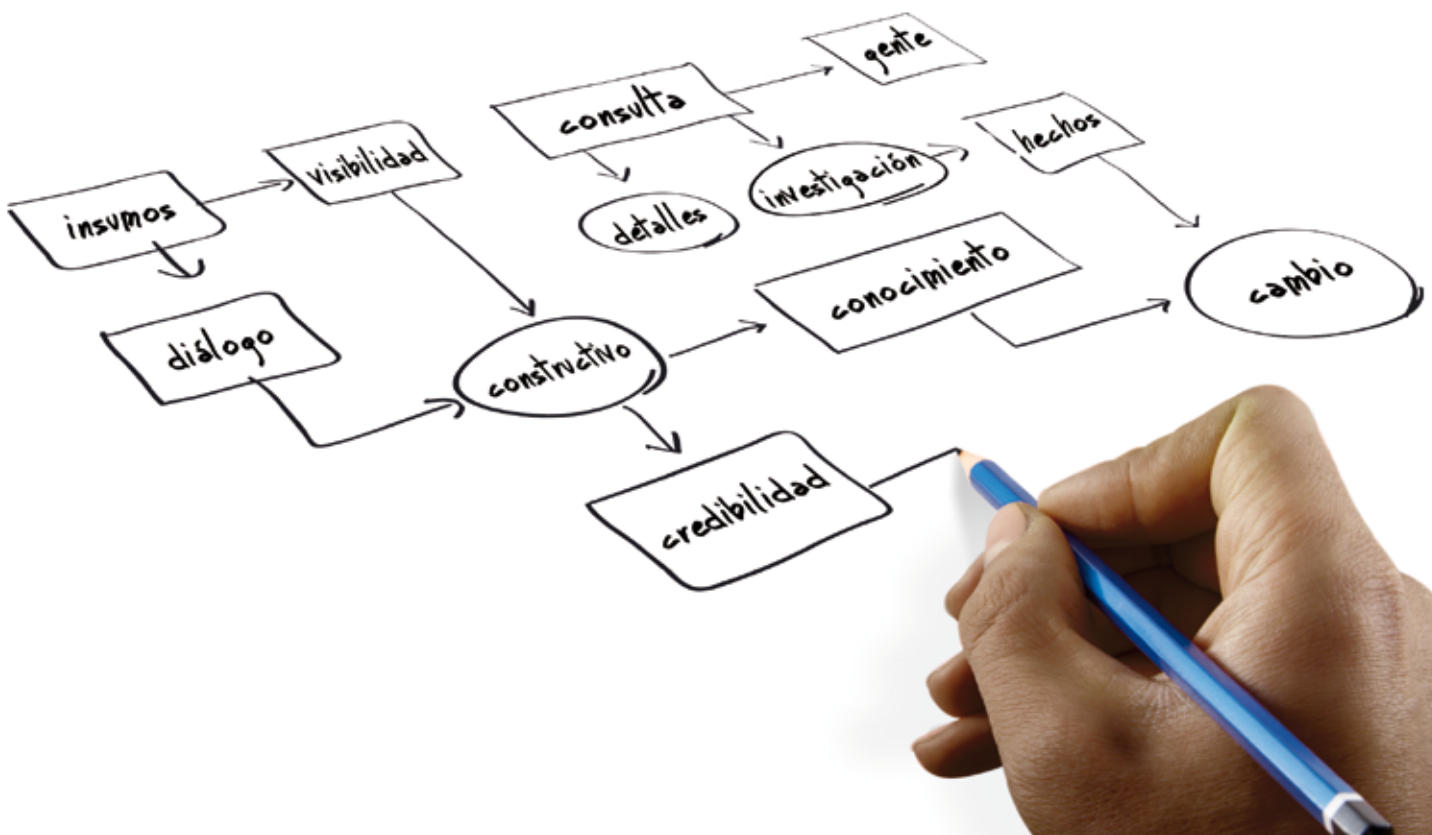 gente
consulta
hechos
visibilidad
investigación
insumos
detalles
conocimiento
cambio
diálogo
constructivo
credibilidad